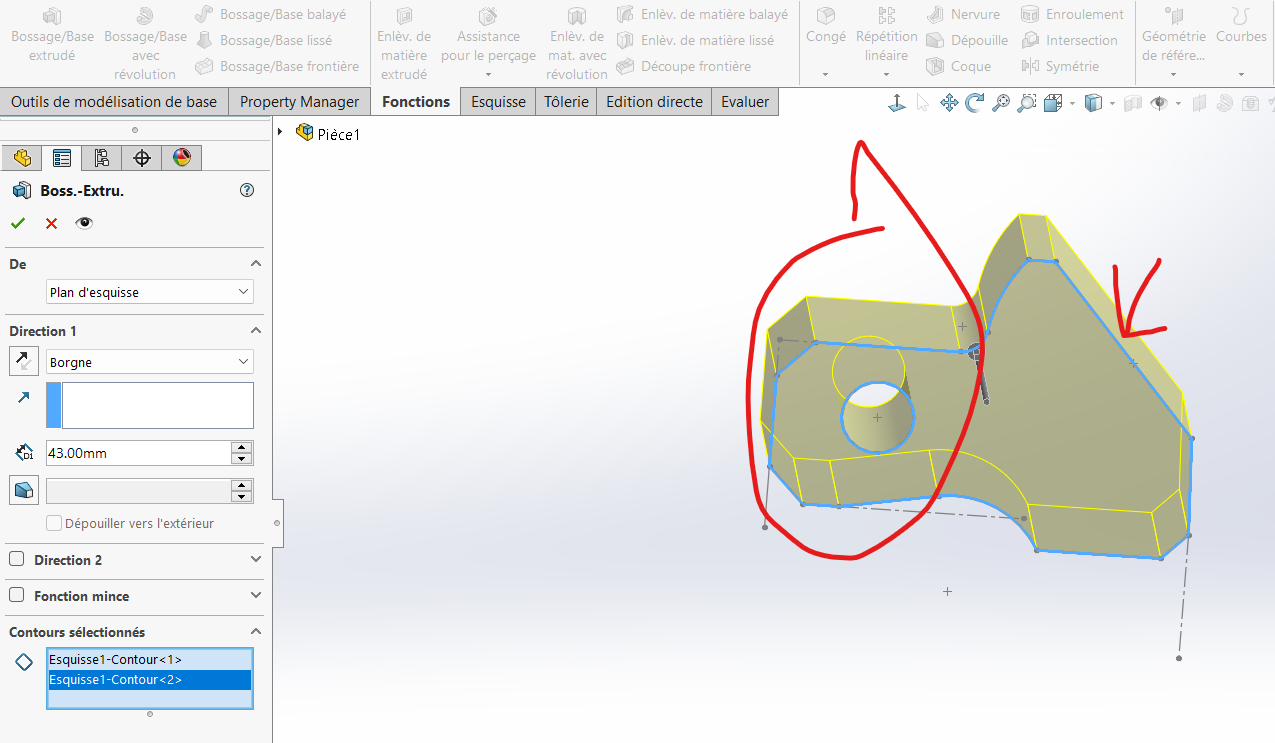 Bossage/Base
extrudé
Bossage/Base
avec
révolution
Bossage/Base balayé
Bossage/Base lissé
Bossage/Base frontière
Enlèv. de
matière
extrudé
Assistance
pour le perçage
Enlèv. de
mat. avec
révolution
Enlèv. de matière balayé
Enlèv. de matière lissé
Découpe frontière
Congé
Répétition
linéaire
Nervure
Dépouille
Coque
Enroulement
Intersection
Symétrie
Géométrie
de référe...
Courbes
Outils de modélisation de base
Property Manager
Fonctions
Esquisse
Tôlerie
Edition directe
Evaluer
Pièce1
Boss.-Extru.
De
Plan d'esquisse
Direction 1
Borgne
43.00mm
Dépouiller vers l'extérieur
Direction 2
Fonction mince
Contours sélectionnés
Esquisse1-Contour<1>
Esquisse1-Contour<2>